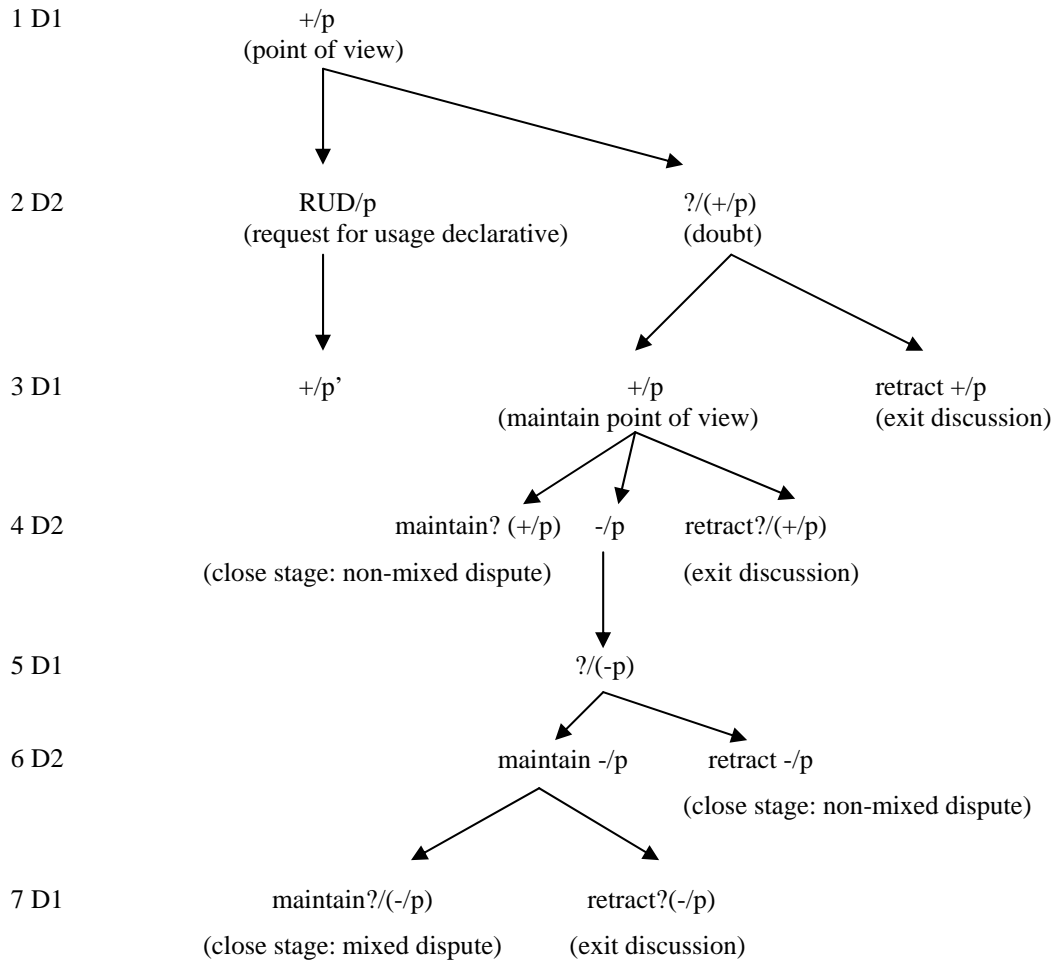 1 D1 +/p
(point of view)
2 D2 RUD/p ?/(+/p)
(request for usage declarative) (doubt)
3 D1 +/p’ +/p retract +/p
(maintain point of view) (exit discussion)
4 D2 maintain? (+/p) -/p retract?/(+/p)
(close stage: non-mixed dispute) (exit discussion)
5 D1 ?/(-p)
6 D2 maintain -/p retract -/p
(close stage: non-mixed dispute)
7 D1 maintain?/(-/p) retract?(-/p)
(close stage: mixed dispute) (exit discussion)